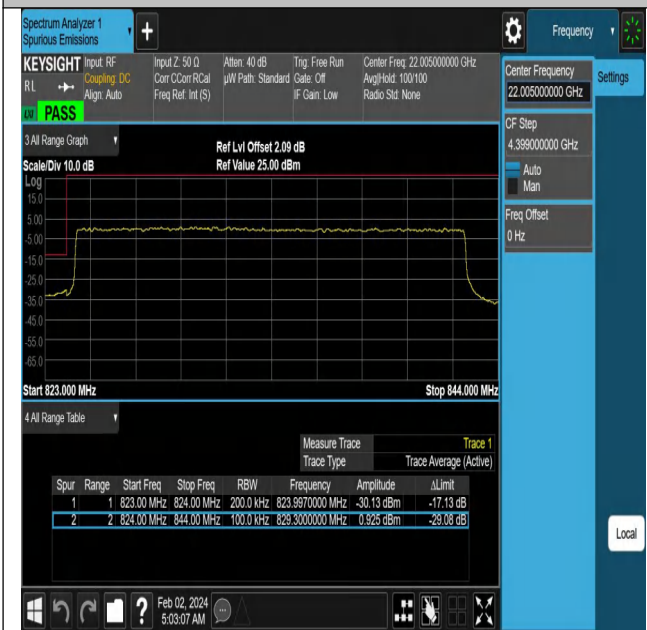 Spectrum Analyzer 1
Spurious Emissions
+
Frequency
KEYSIGHT
RL
Input: RF
Coupling: DC
Align: Auto
Input Z: 50 Ω
Corr CCorr RCal
Freq Ref: Int (S)
Atten: 40 dB
µW Path: Standard
Trig: Free Run
Gate: Off
IF Gain: Low
Center Freq: 22.005000000 GHz
Avg|Hold: 100/100
Radio Std: None
PASS
Center Frequency
22.005000000 GHz
Settings
CF Step
4.399000000 GHz
Auto
Man
Freq Offset
0 Hz
3 All Range Graph
Scale/Div 10.0 dB
Ref Lvl Offset 2.09 dB
Ref Value 25.00 dBm
Log
15.0
5.00
-5.00
-15.0
-25.0
-35.0
-45.0
-55.0
-65.0
Start 823.000 MHz
Stop 844.000 MHz
4 All Range Table
Measure Trace Trace 1
Trace Type Trace Average (Active)
Spur Range Start Freq Stop Freq RBW Frequency Amplitude ΔLimit
1 1 823.00 MHz 824.00 MHz 200.0 kHz 823.9970000 MHz -30.13 dBm -17.13 dB
2 2 824.00 MHz 844.00 MHz 100.0 kHz 829.3000000 MHz 0.925 dBm -29.08 dB
Local
?
Feb 02, 2024
5:03:07 AM